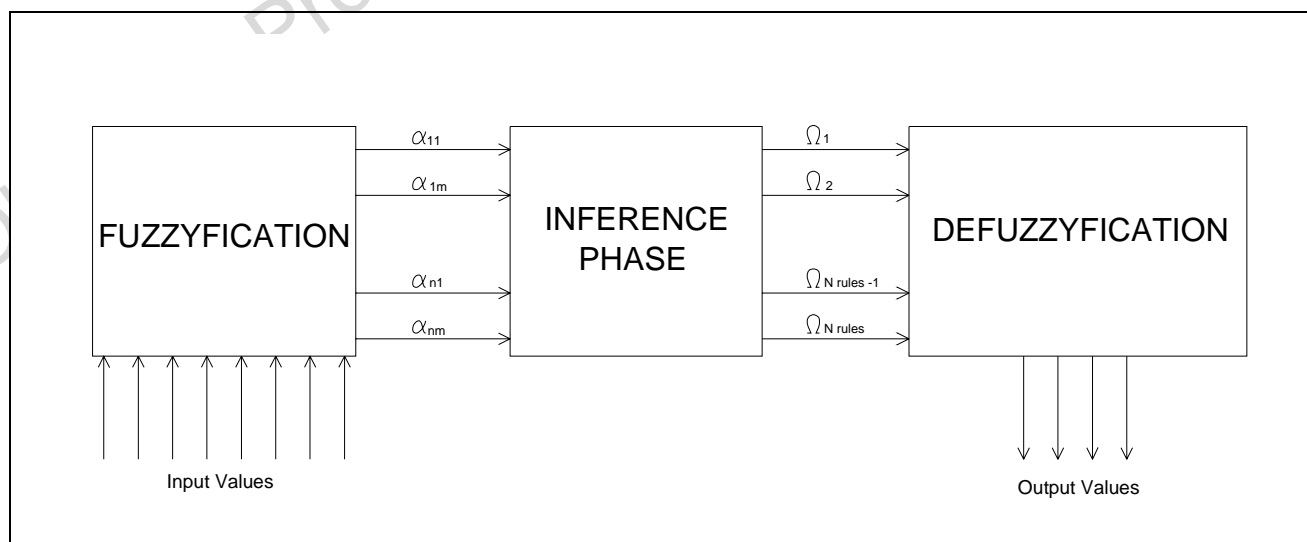 FUZZYFICATION
α11
α1m
αn1
αnm
INFERENCE
PHASE
Ω1
Ω2
ΩN rules -1
ΩN rules
DEFUZZYFICATION
Input Values
Output Values